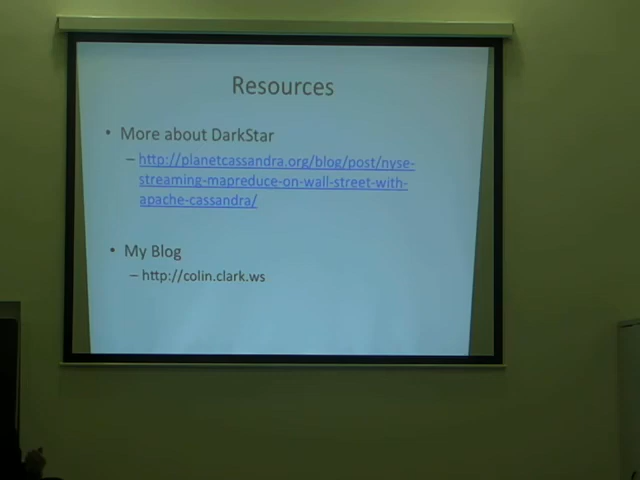 Resources
• More about DarkStar
– http://planetcassandra.org/blog/post/nyse-
streaming-mapreduce-on-wall-street-with-
apache-cassandra/
• My Blog
– http://colin.clark.ws